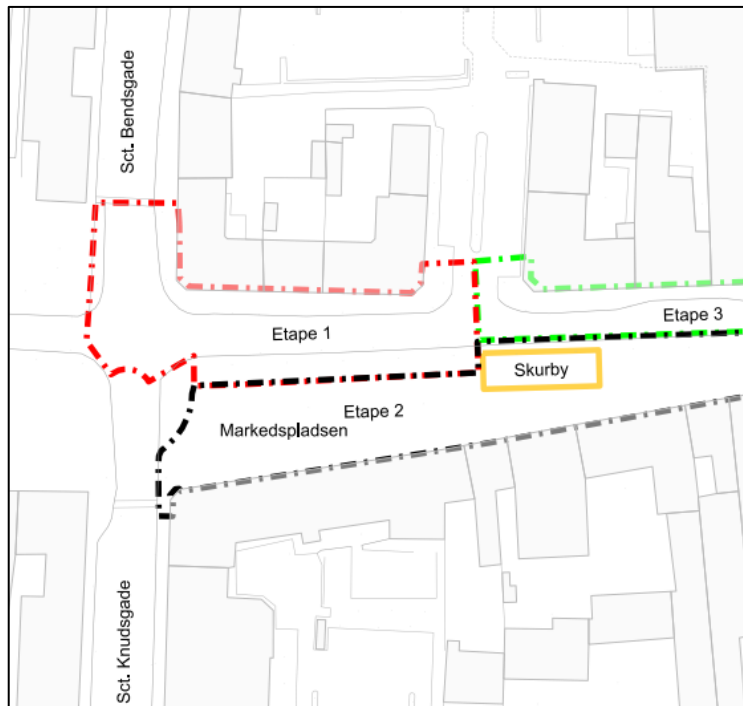 Sct. Bendsgade
Etape 3
Etape 1
Skurby
Etape 2
Markedspladsen
Sct. Knudsgade